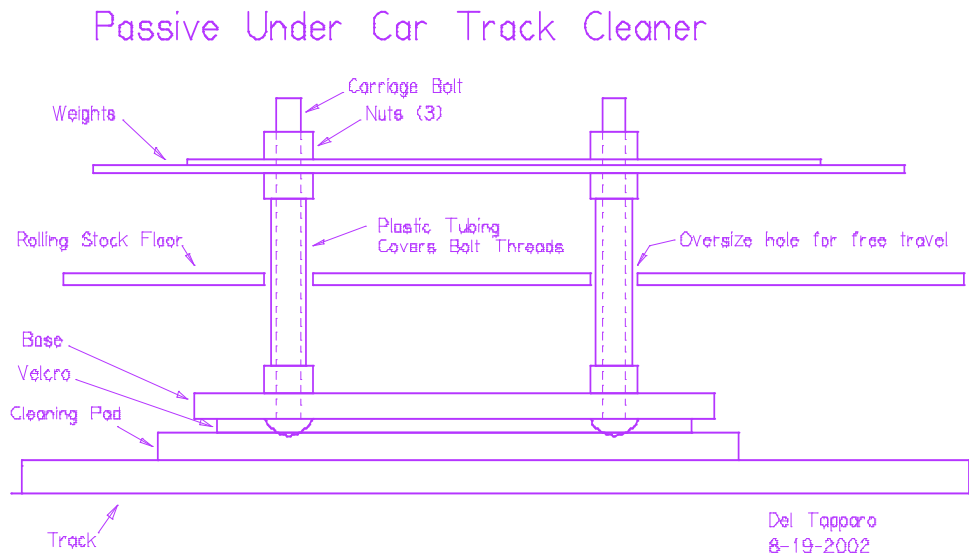 Passive Under Car Track Cleaner
Carriage Bolt
Weights
Nuts (3)
Plastic Tubing
Covers Bolt Threads
Rolling Stock Floor
Oversize hole for free travel
Base
Velcro
Cleaning Pad
Track
Del Tapparo
8-19-2002